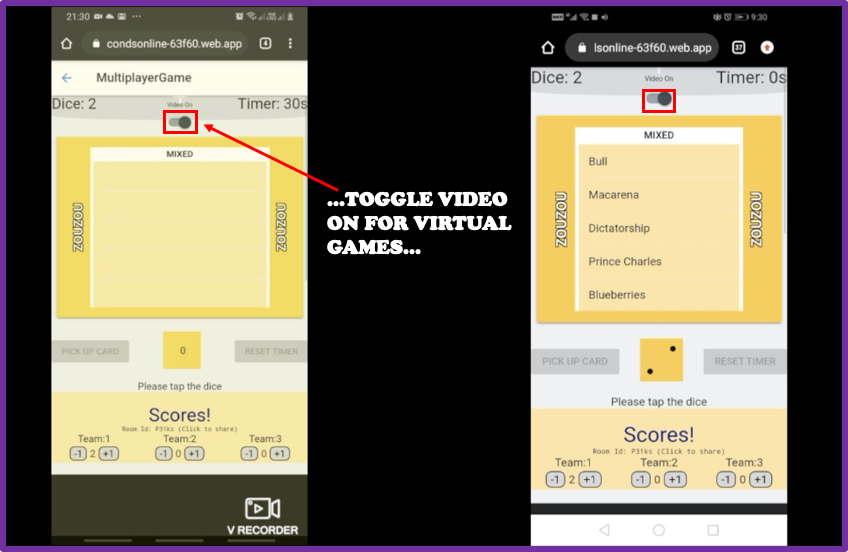 21:30
condsonline-63f60.web.app
4
MultiplayerGame
Dice: 2
Video On
Timer: 30s
MIXED
ZOUZOU
ZOUZOU
PICK UP CARD
0
RESET TIMER
Please tap the dice
Scores!
Room Id: P31ks (Click to share)
Team:1 Team:2 Team:3
-1 2 +1 -1 0 +1 -1 0 +1
V RECORDER
...TOGGLE VIDEO
ON FOR VIRTUAL
GAMES...
9:30
lsonline-63f60.web.app
37
Dice: 2
Video On
Timer: 0s
MIXED
ZOUZOU
Bull
Macarena
Dictatorship
Prince Charles
Blueberries
ZOUZOU
PICK UP CARD
RESET TIMER
Please tap the dice
Scores!
Room Id: P31ks (Click to share)
Team:1 Team:2 Team:3
-1 2 +1 -1 0 +1 -1 0 +1